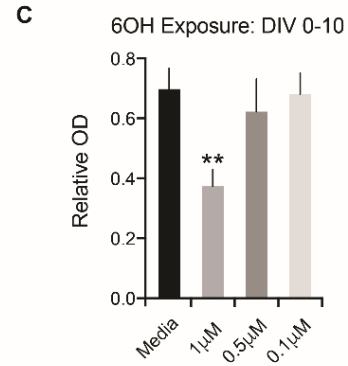 C
6OH Exposure: DIV 0-10
Relative OD
0.8
0.6
0.4
0.2
0.0
**
Media
1μM
0.5μM
0.1μM